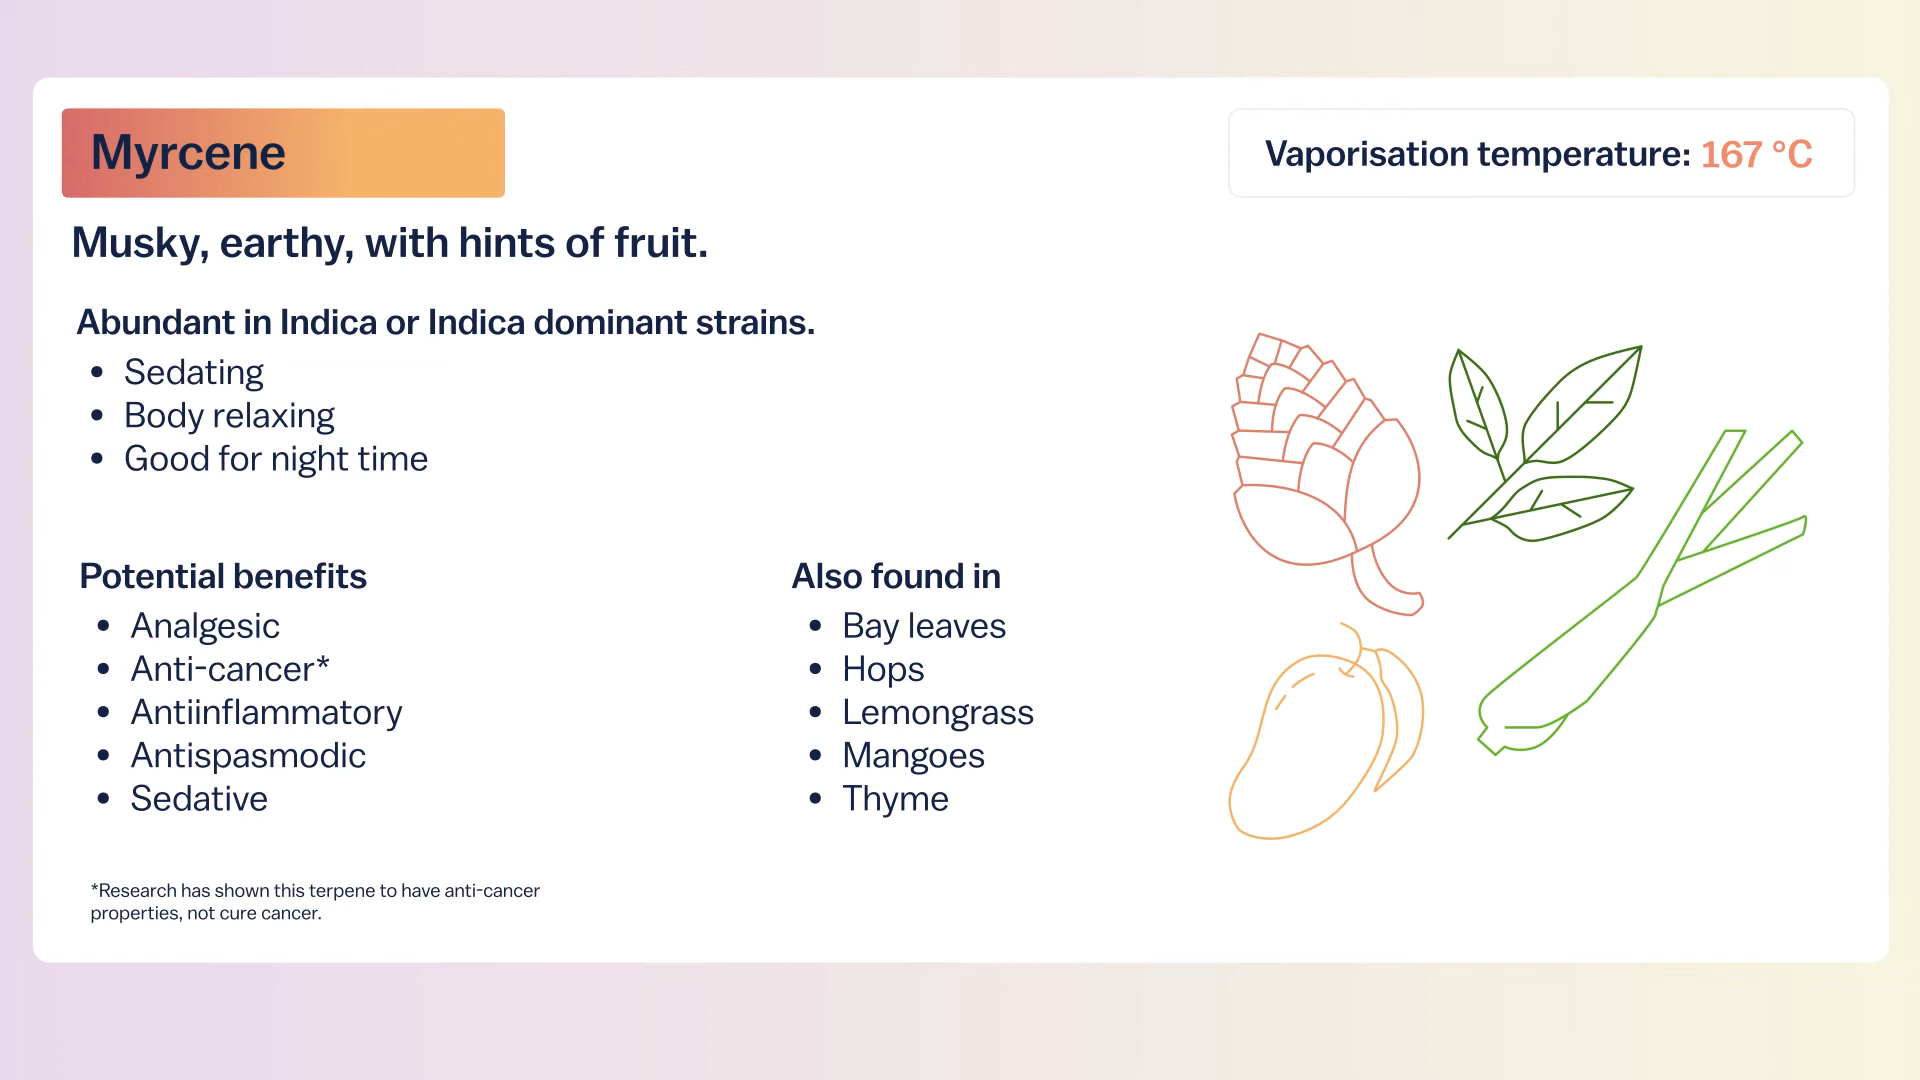 Myrcene
Vaporisation temperature: 167 °C
Musky, earthy, with hints of fruit.
Abundant in Indica or Indica dominant strains.
• Sedating
• Body relaxing
• Good for night time
Potential benefits
• Analgesic
• Anti-cancer*
• Antiinflammatory
• Antispasmodic
• Sedative
Also found in
• Bay leaves
• Hops
• Lemongrass
• Mangoes
• Thyme
*Research has shown this terpene to have anti-cancer
properties, not cure cancer.